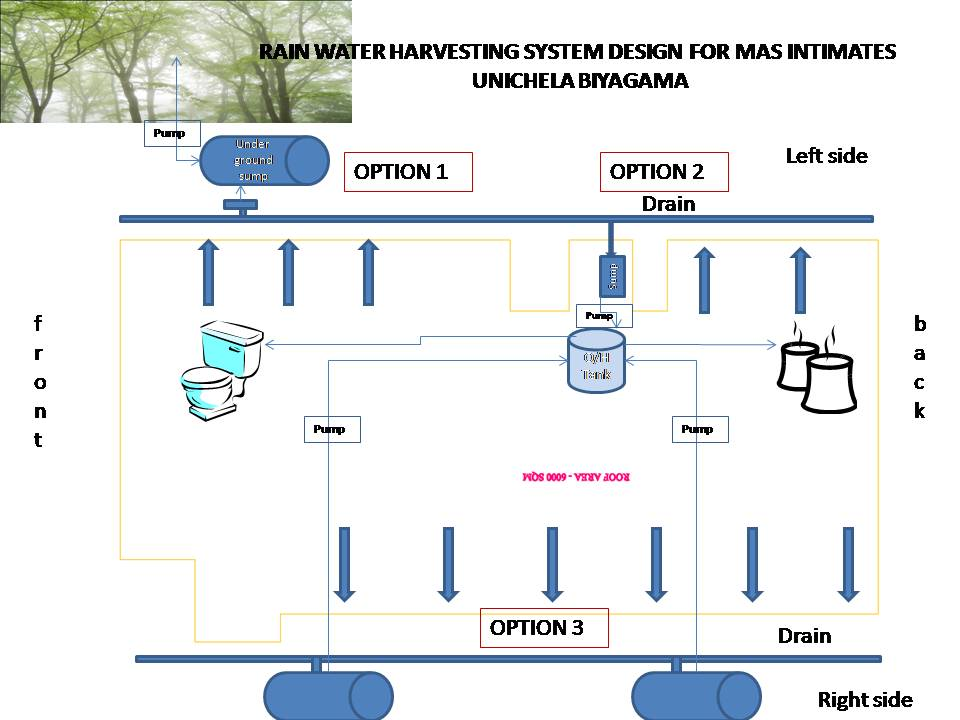 RAIN WATER HARVESTING SYSTEM DESIGN FOR MAS INTIMATES
UNICHELA BIYAGAMA
Pump
Under
ground
sump
OPTION 1
OPTION 2
Left side
Drain
f
r
o
n
t
b
a
c
k
sump
Pump
O/H
Tank
Pump
Pump
ROOF AREA - 6000 SQM
OPTION 3
Drain
Right side